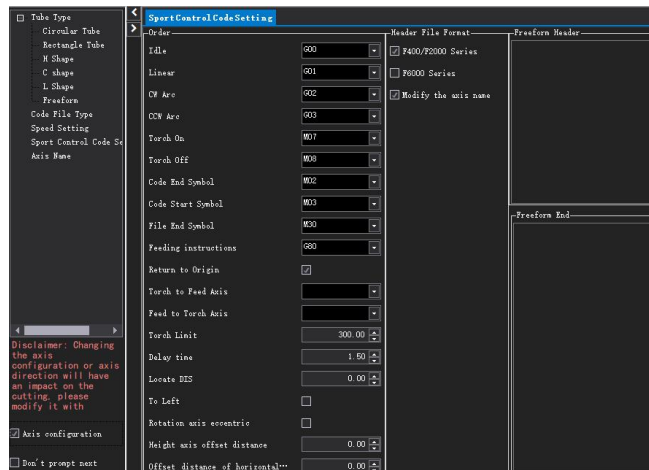 Tube Type
Circular Tube
Rectangle Tube
H Shape
C shape
L Shape
Freeform
Code File Type
Speed Setting
Sport Control Code Se
Axis Name
Disclaimer: Changing
the axis
configuration or axis
direction will have
an impact on the
cutting, please
modify it with
Axis configuration
Don't prompt next
SportControlCodeSetting
Order
Idle G00
Linear G01
CW Arc G02
CCW Arc G03
Torch On M07
Torch Off M08
Code End Symbol M02
Code Start Symbol M03
File End Symbol M30
Feeding instructions G80
Return to Origin
Torch to Feed Axis
Feed to Torch Axis
Torch Limit 300.00
Delay time 1.50
Locate DIS 0.00
To Left
Rotation axis eccentric
Height axis offset distance 0.00
Offset distance of horizontal… 0.00
Header File Format
F400/F2000 Series
F6000 Series
Modify the axis name
Freeform Header
Freeform End